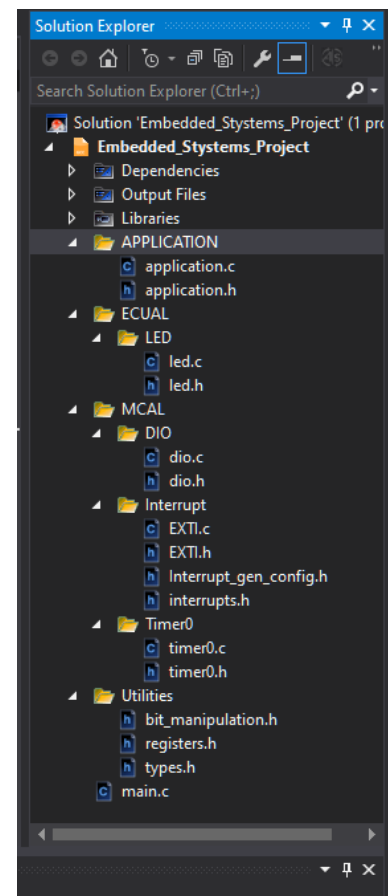 Solution Explorer
Search Solution Explorer (Ctrl+;)
Solution 'Embedded_Stystems_Project' (1 pro
Embedded_Stystems_Project
Dependencies
Output Files
Libraries
APPLICATION
application.c
application.h
ECUAL
LED
led.c
led.h
MCAL
DIO
dio.c
dio.h
Interrupt
EXTI.c
EXTI.h
Interrupt_gen_config.h
interrupts.h
Timer0
timer0.c
timer0.h
Utilities
bit_manipulation.h
registers.h
types.h
main.c